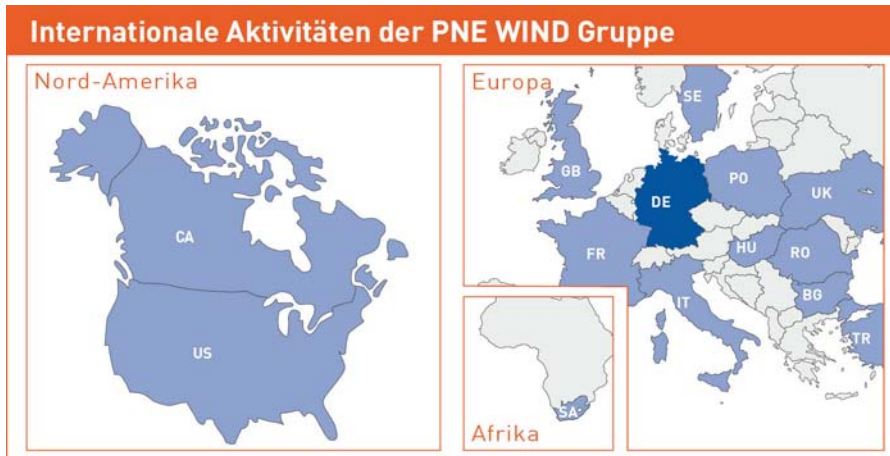 Internationale Aktivitäten der PNE WIND Gruppe
Nord-Amerika
CA
US
Europa
SE
GB
PO
DE
UK
FR
HU
RO
IT
BG
TR
SA
Afrika